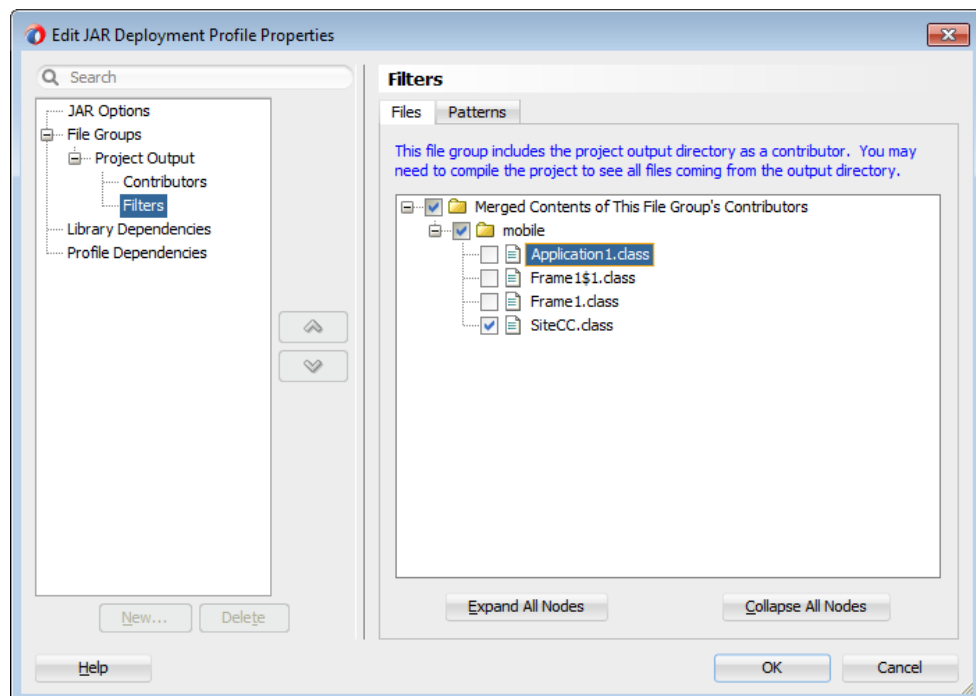 Edit JAR Deployment Profile Properties
Search
JAR Options
File Groups
Project Output
Contributors
Filters
Library Dependencies
Profile Dependencies
New...
Delete
Filters
Files Patterns
This file group includes the project output directory as a contributor. You may
need to compile the project to see all files coming from the output directory.
Merged Contents of This File Group's Contributors
mobile
Application1.class
Frame1$1.class
Frame1.class
SiteCC.class
Expand All Nodes
Collapse All Nodes
Help
OK
Cancel